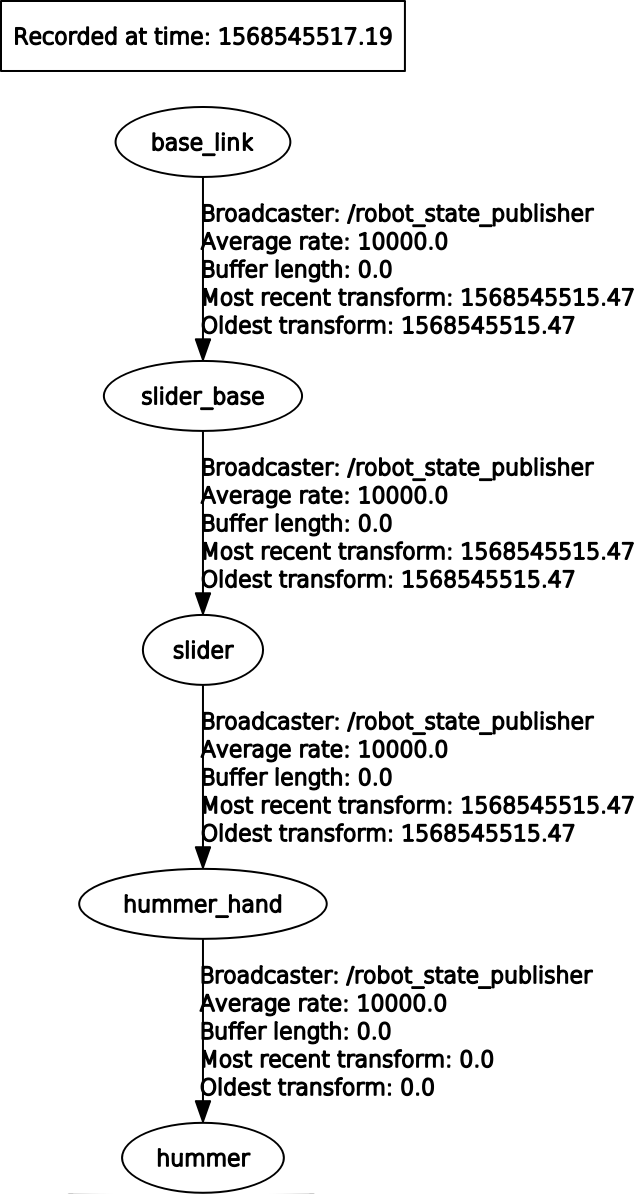 Recorded at time: 1568545517.19
base_link
Broadcaster: /robot_state_publisher
Average rate: 10000.0
Buffer length: 0.0
Most recent transform: 1568545515.47
Oldest transform: 1568545515.47
slider_base
Broadcaster: /robot_state_publisher
Average rate: 10000.0
Buffer length: 0.0
Most recent transform: 1568545515.47
Oldest transform: 1568545515.47
slider
Broadcaster: /robot_state_publisher
Average rate: 10000.0
Buffer length: 0.0
Most recent transform: 1568545515.47
Oldest transform: 1568545515.47
hummer_hand
Broadcaster: /robot_state_publisher
Average rate: 10000.0
Buffer length: 0.0
Most recent transform: 0.0
Oldest transform: 0.0
hummer